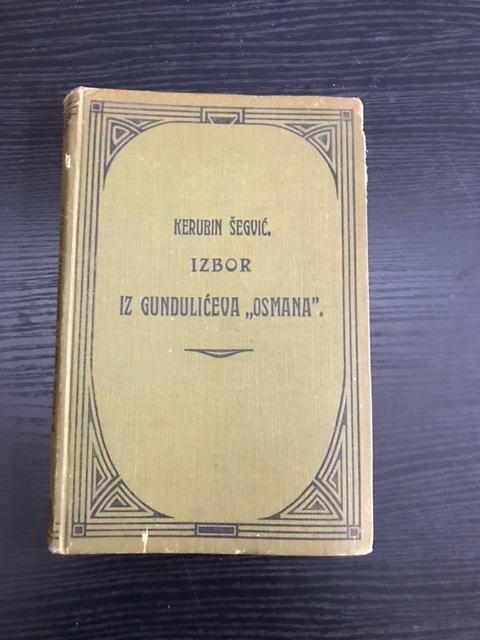 KERUBIN ŠEGVIĆ.
IZBOR
IZ GUNDULIĆEVA „OSMANA”.